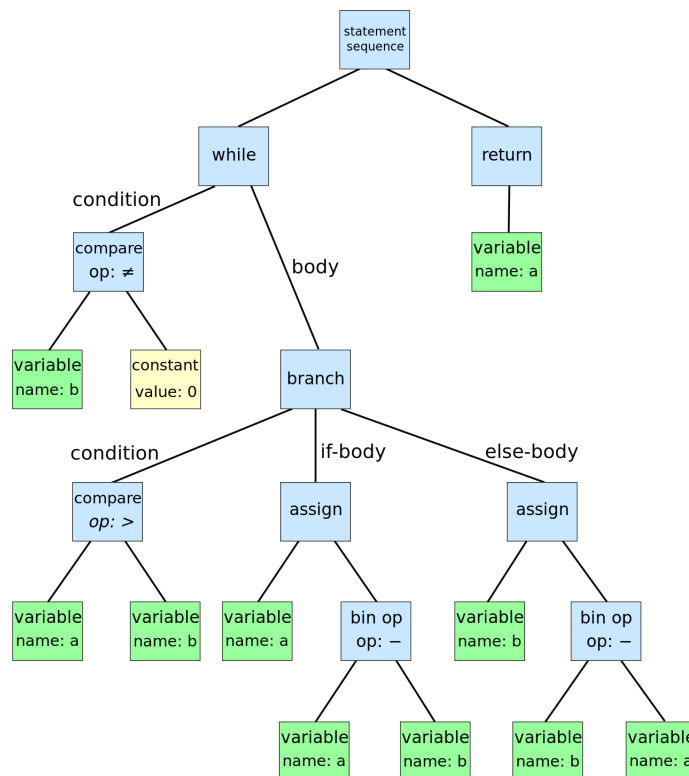 statement
sequence
while
return
condition
body
compare
op: ≠
variable
name: a
variable
name: b
constant
value: 0
branch
condition
if-body
else-body
compare
op: >
assign
assign
variable
name: a
variable
name: b
variable
name: a
bin op
op: −
variable
name: b
bin op
op: −
variable
name: a
variable
name: b
variable
name: b
variable
name: a